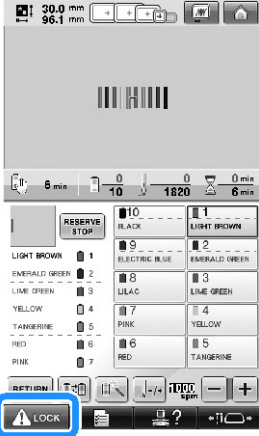 30.0 mm
96.1 mm
6 min
0
10
0
1820
0 min
6 min
RESERVE
STOP
LIGHT BROWN 1
EMERALD GREEN 2
LIME GREEN 3
YELLOW 4
TANGERINE 5
RED 6
PINK 7
10
BLACK
1
LIGHT BROWN
9
ELECTRIC BLUE
2
EMERALD GREEN
8
LILAC
3
LIME GREEN
7
PINK
4
YELLOW
6
RED
5
TANGERINE
RETURN
1000
spm
LOCK